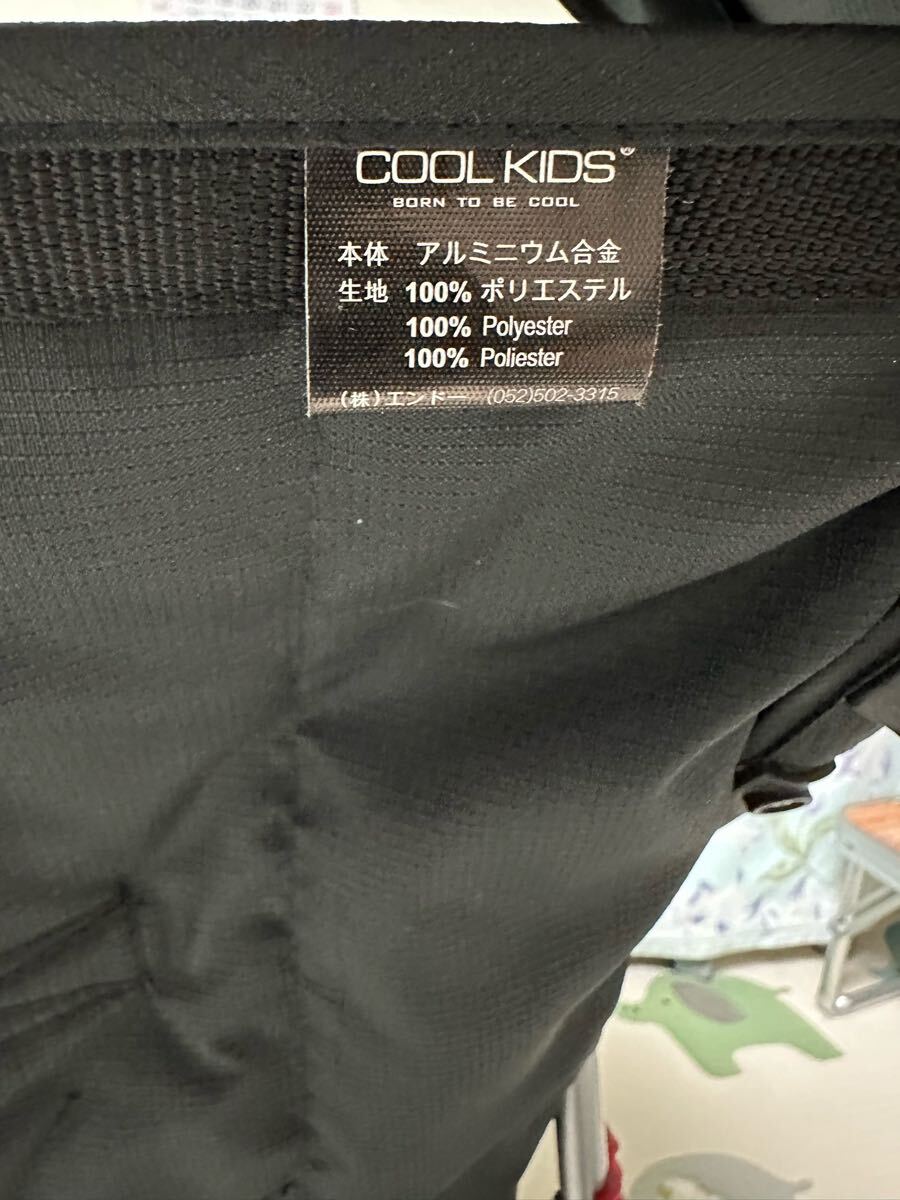 COOL KIDS®
BORN TO BE COOL
本体 アルミニウム合金
生地 100% ポリエステル
100% Polyester
100% Poliester
(株)エンドー (052)502-3315